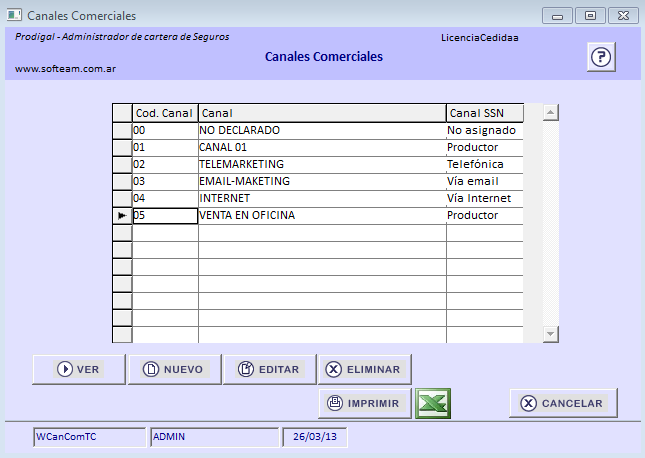 Canales Comerciales
Prodigal - Administrador de cartera de Seguros
LicenciaCedidaa
Canales Comerciales
?
www.softeam.com.ar
Cod. Canal Canal Canal SSN
00 NO DECLARADO No asignado
01 CANAL 01 Productor
02 TELEMARKETING Telefónica
03 EMAIL-MAKETING Vía email
04 INTERNET Vía Internet
05 VENTA EN OFICINA Productor
VER NUEVO EDITAR ELIMINAR
IMPRIMIR CANCELAR
WCanComTC ADMIN 26/03/13